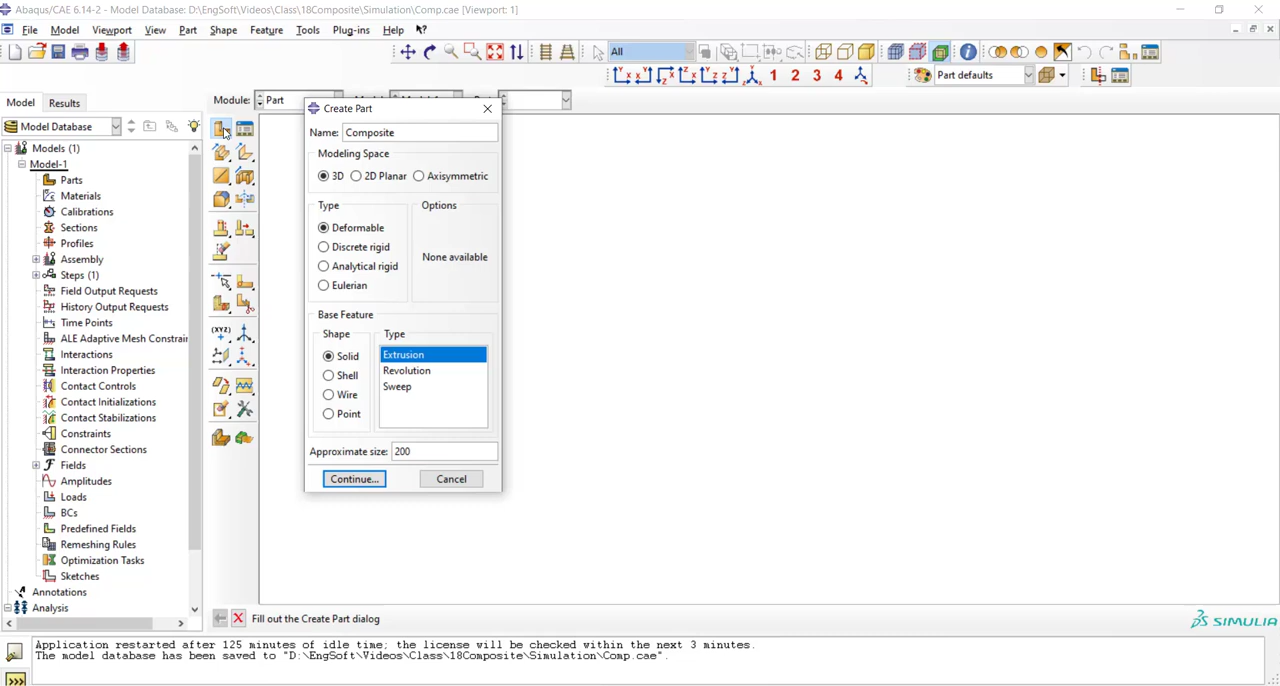 Abaqus/CAE 6.14-2 - Model Database: D:\EngSoft\Videos\Class\18Composite\Simulation\Comp.cae [Viewport: 1]
File Model Viewport View Part Shape Feature Tools Plug-ins Help
All
1 2 3 4
Part defaults
Model Results
Module: Part
Model Database
Models (1)
Model-1
Parts
Materials
Calibrations
Sections
Profiles
Assembly
Steps (1)
Field Output Requests
History Output Requests
Time Points
ALE Adaptive Mesh Constrain
Interactions
Interaction Properties
Contact Controls
Contact Initializations
Contact Stabilizations
Constraints
Connector Sections
Fields
Amplitudes
Loads
BCs
Predefined Fields
Remeshing Rules
Optimization Tasks
Sketches
Annotations
Analysis
(XYZ)
Create Part
Name: Composite
Modeling Space
3D 2D Planar Axisymmetric
Type
Deformable
Discrete rigid
Analytical rigid
Eulerian
Options
None available
Base Feature
Shape
Solid
Shell
Wire
Point
Type
Extrusion
Revolution
Sweep
Approximate size: 200
Continue... Cancel
Fill out the Create Part dialog
SIMULIA
Application restarted after 125 minutes of idle time; the license will be checked within the next 3 minutes.
The model database has been saved to "D:\EngSoft\Videos\Class\18Composite\Simulation\Comp.cae".
>>>